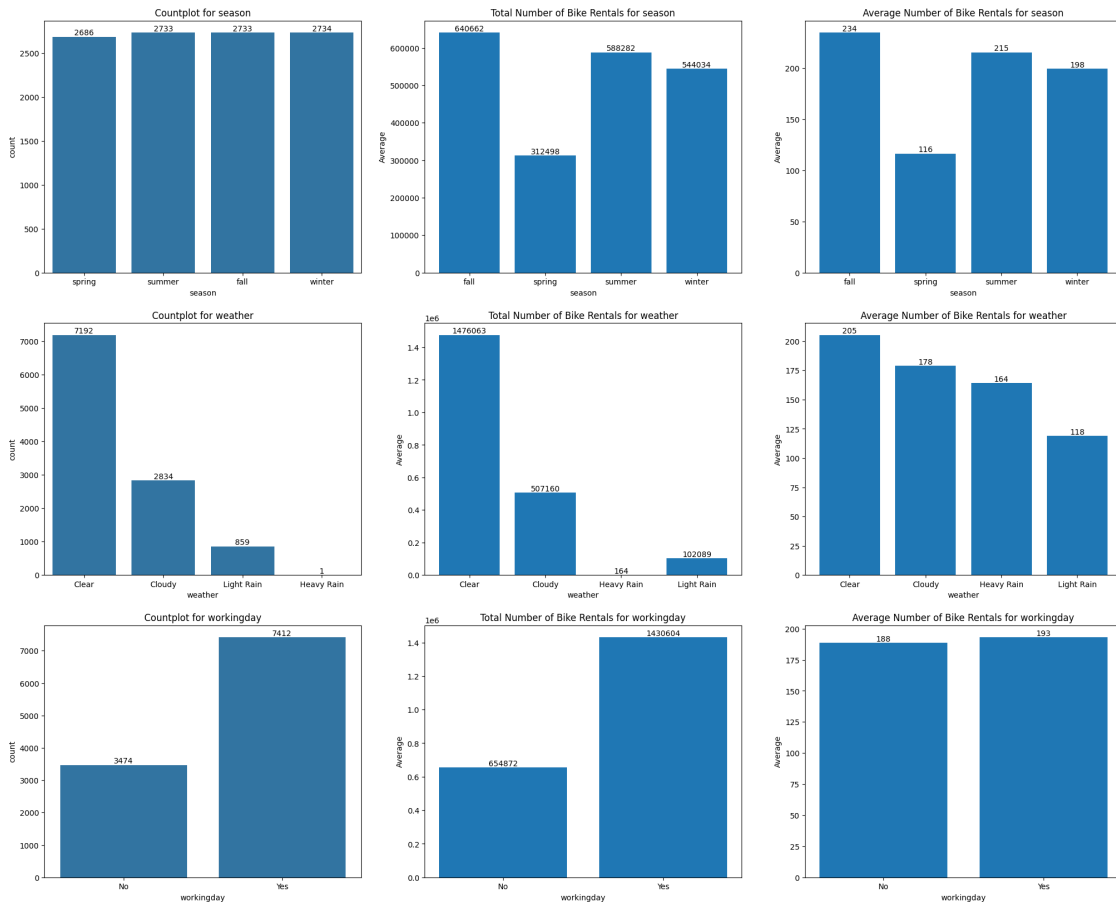 Countplot for season
2686
2733
2733
2734
2500
2000
1500
1000
500
0
count
spring
summer
fall
winter
season
Total Number of Bike Rentals for season
640662
312498
588282
544034
600000
500000
400000
300000
200000
100000
0
Average
fall
spring
summer
winter
season
Average Number of Bike Rentals for season
234
116
215
198
200
150
100
50
0
Average
fall
spring
summer
winter
season
Countplot for weather
7192
2834
859
1
7000
6000
5000
4000
3000
2000
1000
0
count
Clear
Cloudy
Light Rain
Heavy Rain
weather
Total Number of Bike Rentals for weather
1e6
1476063
507160
164
102089
1.4
1.2
1.0
0.8
0.6
0.4
0.2
0.0
Average
Clear
Cloudy
Heavy Rain
Light Rain
weather
Average Number of Bike Rentals for weather
205
178
164
118
200
175
150
125
100
75
50
25
0
Average
Clear
Cloudy
Heavy Rain
Light Rain
weather
Countplot for workingday
3474
7412
7000
6000
5000
4000
3000
2000
1000
0
count
No
Yes
workingday
Total Number of Bike Rentals for workingday
1e6
654872
1430604
1.4
1.2
1.0
0.8
0.6
0.4
0.2
0.0
Average
No
Yes
workingday
Average Number of Bike Rentals for workingday
188
193
200
175
150
125
100
75
50
25
0
Average
No
Yes
workingday